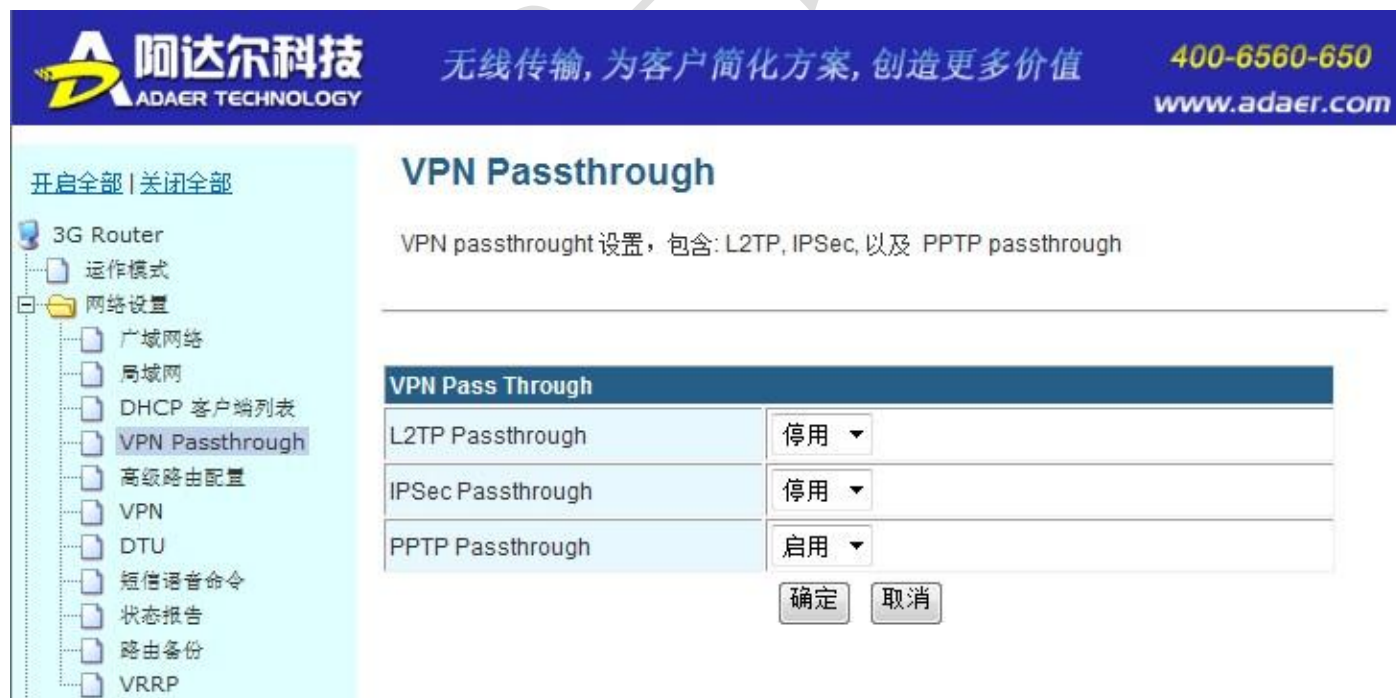 阿达尔科技
ADAER TECHNOLOGY
无线传输,为客户简化方案,创造更多价值
400-6560-650
www.adaer.com
开启全部 | 关闭全部
3G Router
运作模式
网络设置
广域网络
局域网
DHCP 客户端列表
VPN Passthrough
高级路由配置
VPN
DTU
短信语音命令
状态报告
路由备份
VRRP
VPN Passthrough
VPN passthrought 设置，包含: L2TP, IPSec, 以及 PPTP passthrough
VPN Pass Through
L2TP Passthrough 停用
IPSec Passthrough 停用
PPTP Passthrough 启用
确定 取消